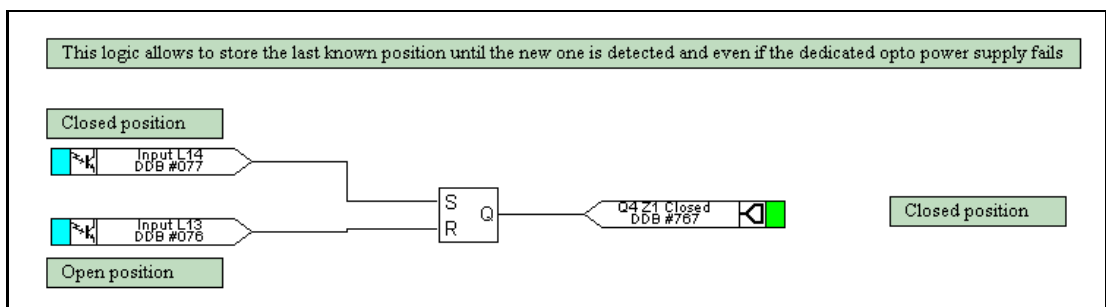 This logic allows to store the last known position until the new one is detected and even if the dedicated opto power supply fails
Closed position
Input L14
DDB #077
S
Q
R
Q4 Z1 Closed
DDB #767
Closed position
Input L13
DDB #076
Open position